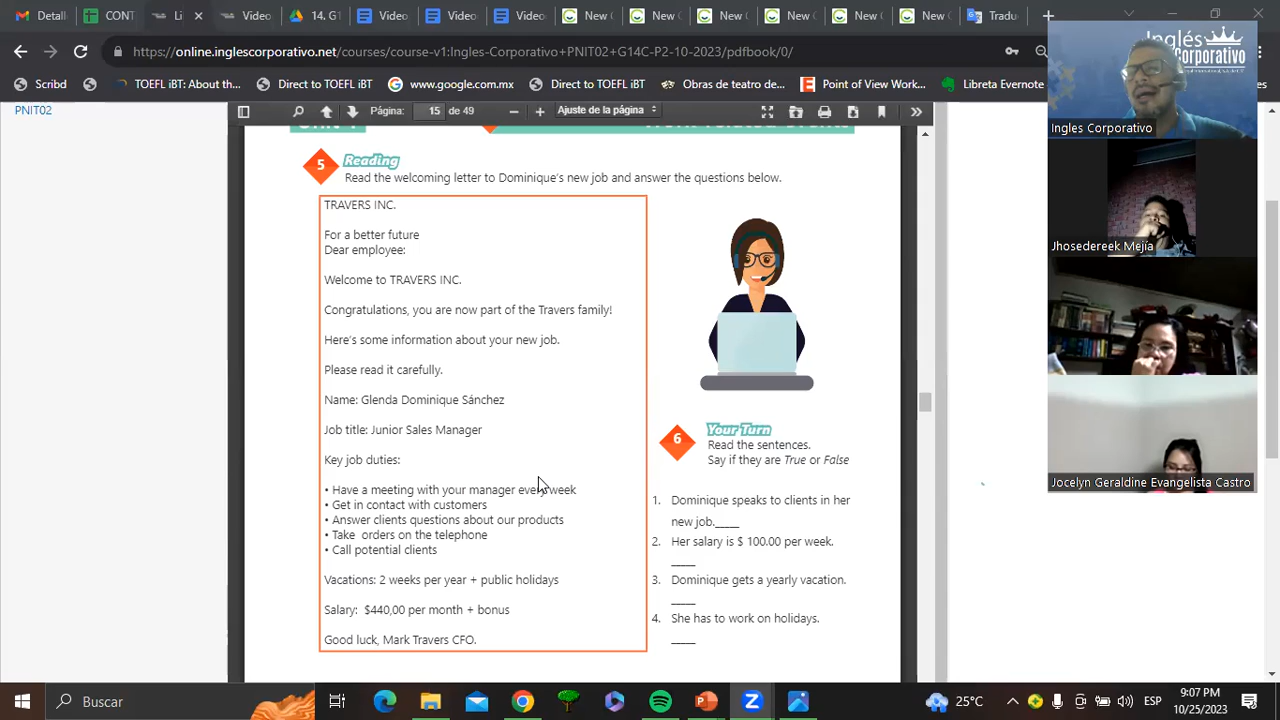 CONT
Video
14. G1
Video
Video
Video
New C
New C
New C
New C
New C
New C
Tradu
https://online.inglescorporativo.net/courses/course-v1:Ingles-Corporativo+PNIT02+G14C-P2-10-2023/pdfbook/0/
Scribd
TOEFL iBT: About the...
Direct to TOEFL iBT
www.google.com.mx
Direct to TOEFL iBT
Obras de teatro de...
Point of View Work...
Libreta Evernote
PNIT02
Página:
15
de 49
Ajuste de la página
5
Reading
Read the welcoming letter to Dominique's new job and answer the questions below.
TRAVERS INC.
For a better future
Dear employee:
Welcome to TRAVERS INC.
Congratulations, you are now part of the Travers family!
Here's some information about your new job.
Please read it carefully.
Name: Glenda Dominique Sánchez
Job title: Junior Sales Manager
Key job duties:
• Have a meeting with your manager every week
• Get in contact with customers
• Answer clients questions about our products
• Take orders on the telephone
• Call potential clients
Vacations: 2 weeks per year + public holidays
Salary: $440,00 per month + bonus
Good luck, Mark Travers CFO.
6
Your Turn
Read the sentences.
Say if they are True or False
1. Dominique speaks to clients in her
new job.____
2. Her salary is $ 100.00 per week.
____
3. Dominique gets a yearly vacation.
____
4. She has to work on holidays.
____
Inglés
Corporativo
Ingles Corporativo
Jhosedereek Mejía
Jocelyn Geraldine Evangelista Castro
Buscar
25°C
ESP
9:07 PM
10/25/2023